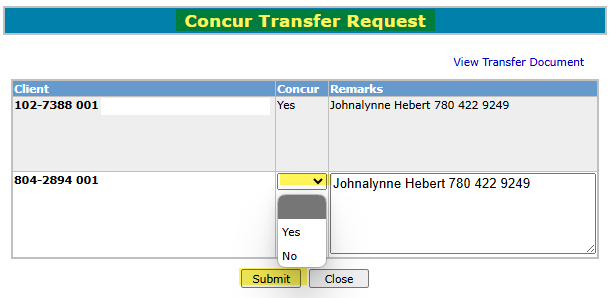 Concur Transfer Request
View Transfer Document
Client Concur Remarks
102-7388 001 Yes Johnalynne Hebert 780 422 9249
804-2894 001 Johnalynne Hebert 780 422 9249
Yes
No
Submit Close